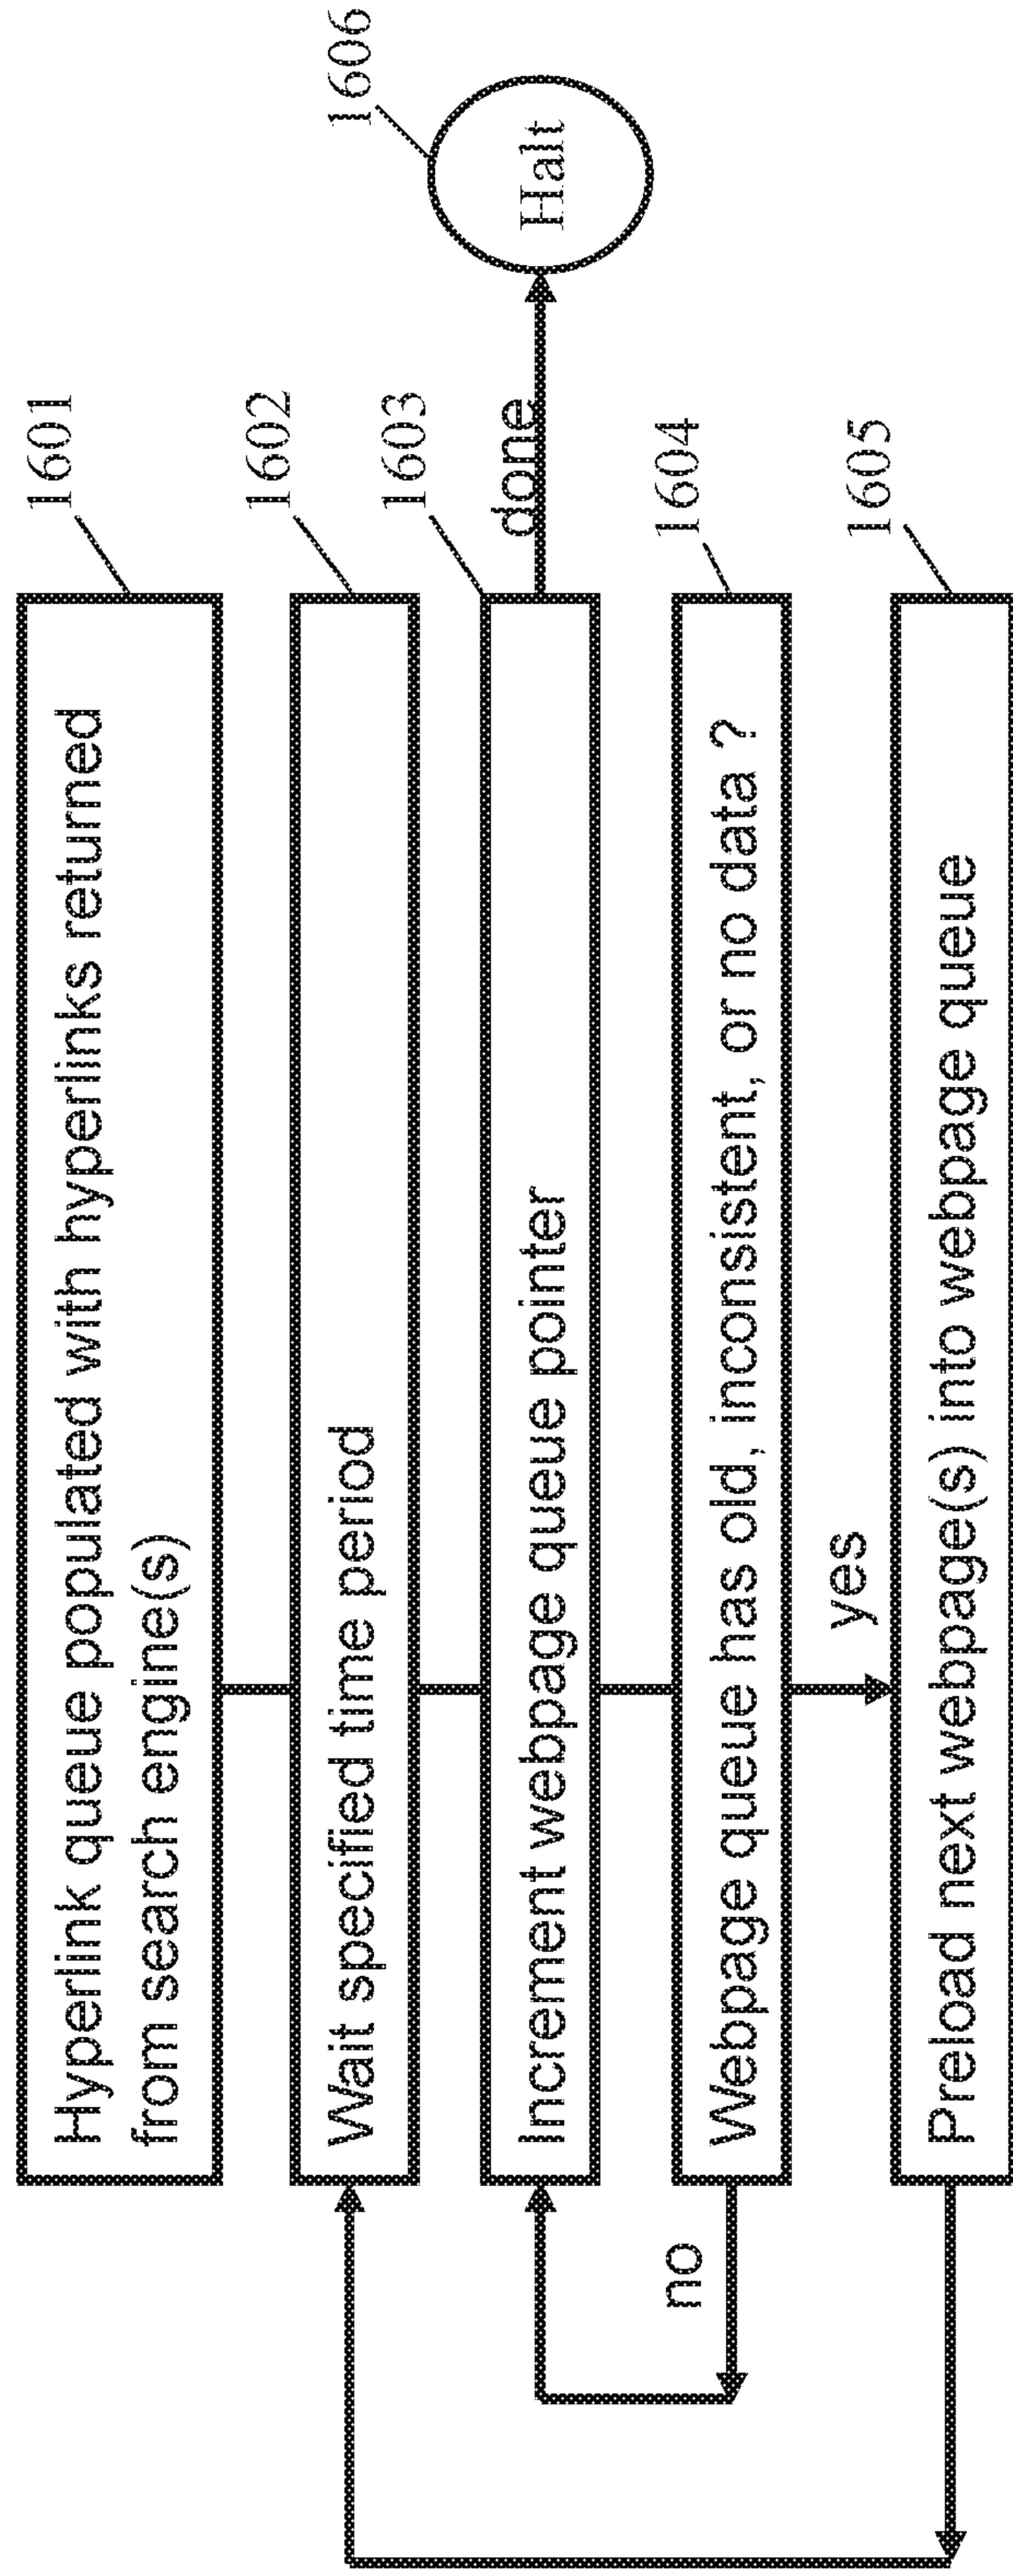 Hyperlink queue populated with hyperlinks returned
from search engine(s)
1601
Wait specified time period
1602
Increment webpage queue pointer
1603
done
Halt
1606
Webpage queue has old, inconsistent, or no data ?
1604
no
yes
Preload next webpage(s) into webpage queue
1605